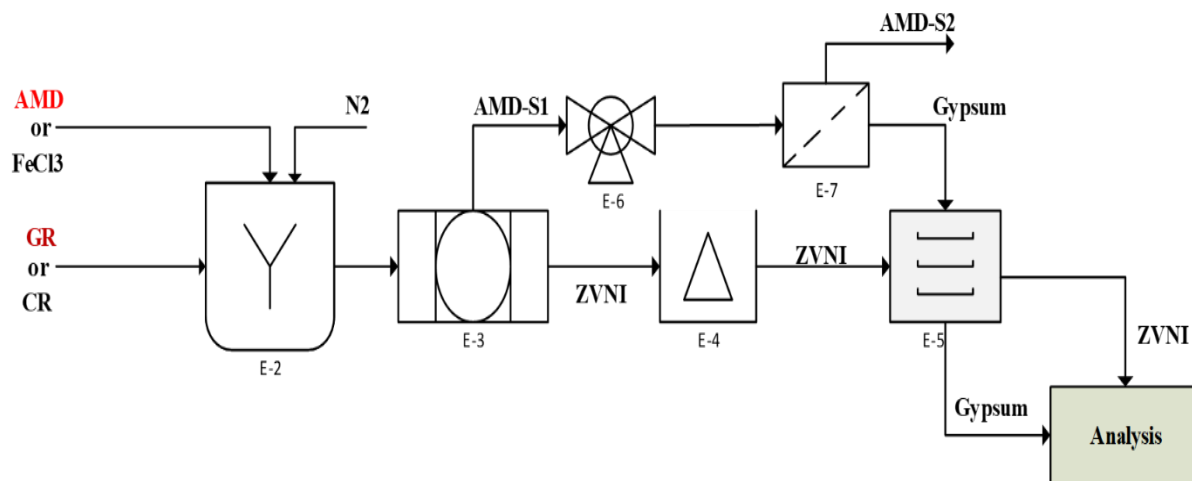 AMD-S2
AMD
or
FeCl3
N2
AMD-S1
Gypsum
E-6
E-7
GR
or
CR
ZVNI
ZVNI
E-2
E-3
E-4
E-5
ZVNI
Gypsum
Analysis